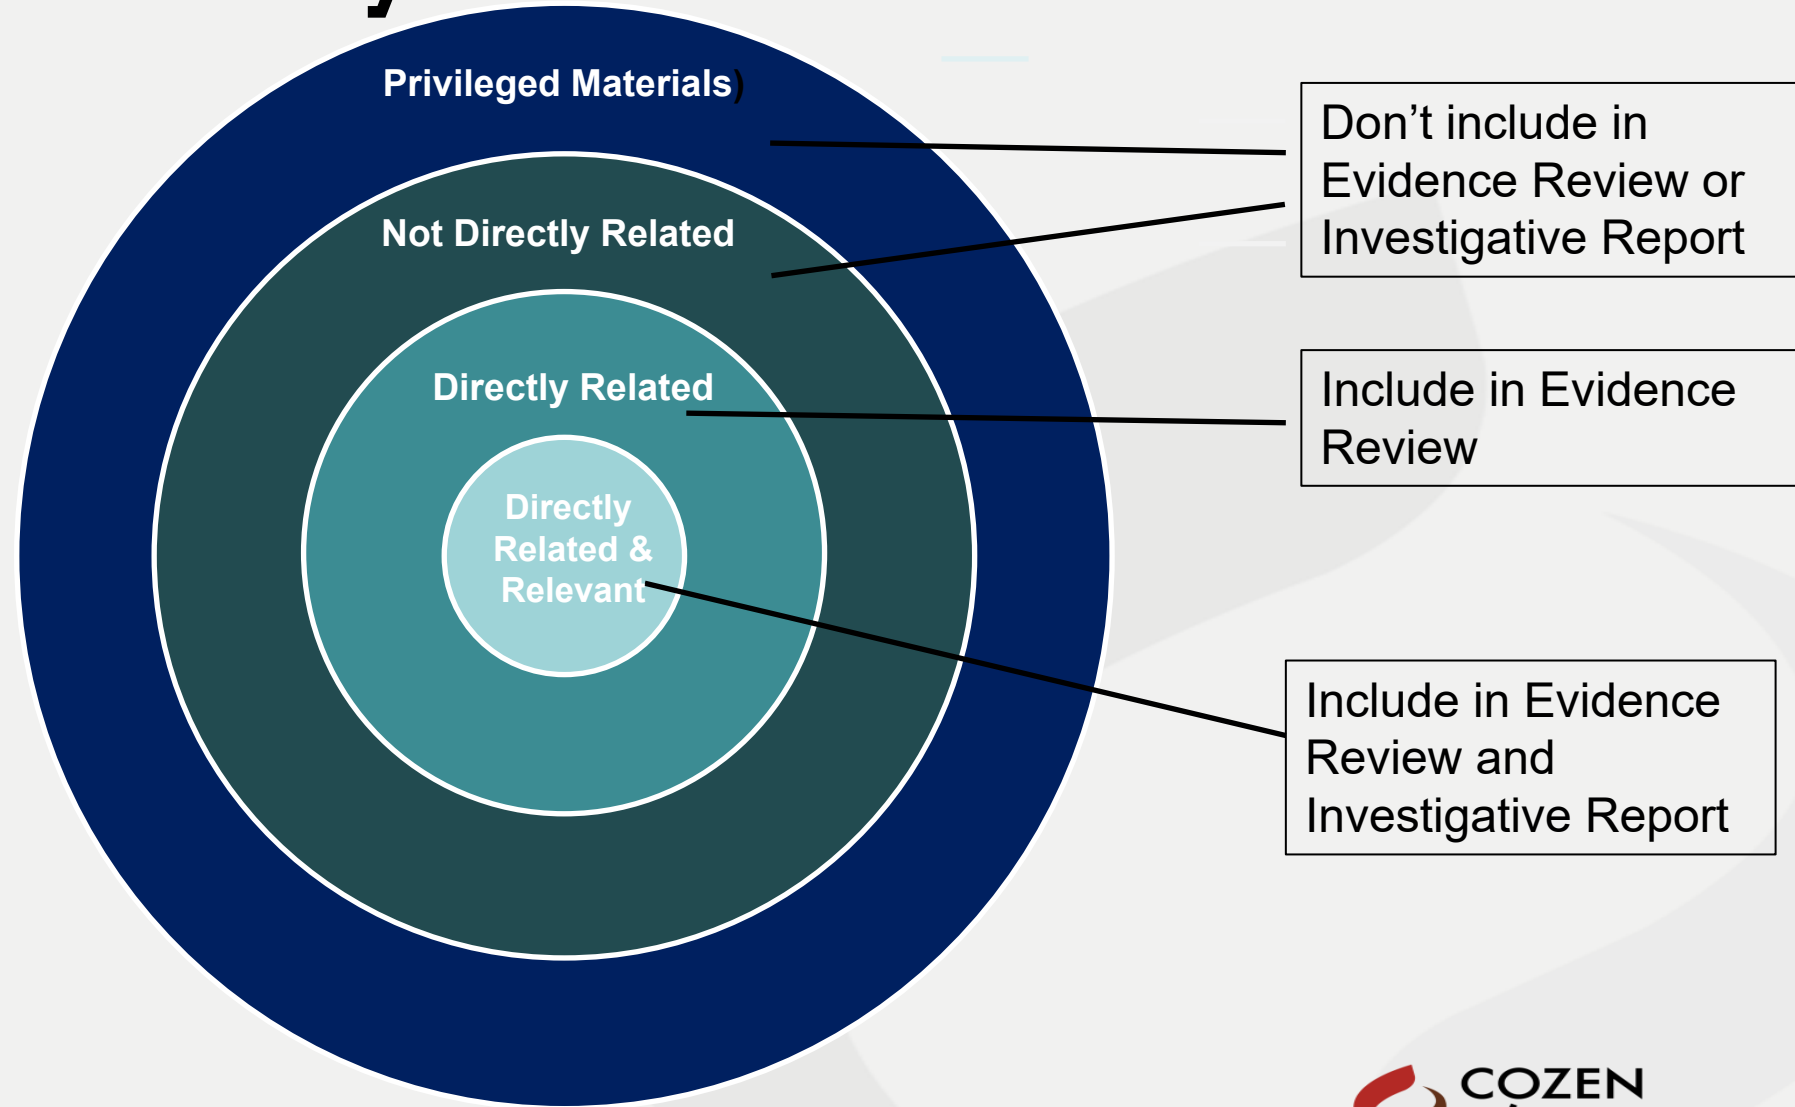 Privileged Materials)
Not Directly Related
Directly Related
Directly
Related &
Relevant
Don’t include in
Evidence Review or
Investigative Report
Include in Evidence
Review
Include in Evidence
Review and
Investigative Report
COZEN